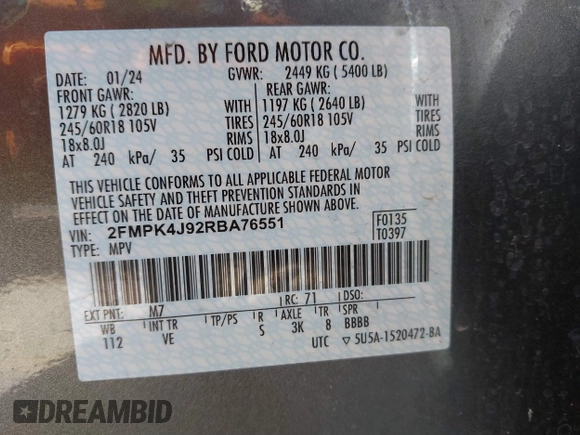 MFD. BY FORD MOTOR CO.
DATE: 01/24 GVWR: 2449 KG ( 5400 LB)
FRONT GAWR: REAR GAWR:
1279 KG ( 2820 LB) WITH 1197 KG ( 2640 LB) WITH
245/60R18 105V TIRES 245/60R18 105V TIRES
18x8.0J RIMS 18x8.0J RIMS
AT 240 kPa/ 35 PSI COLD AT 240 kPa/ 35 PSI COLD
THIS VEHICLE CONFORMS TO ALL APPLICABLE FEDERAL MOTOR
VEHICLE SAFETY AND THEFT PREVENTION STANDARDS IN
EFFECT ON THE DATE OF MANUFACTURE SHOWN ABOVE.
VIN: 2FMPK4J92RBA76551 F0135
TYPE: MPV T0397
EXT PNT: M7 RC: 71 DSO:
WB INT TR TP/PS R AXLE TR SPR
112 VE S 3K 8 BBBB
UTC ▽ 5U5A-1520472-BA
DREAMBID